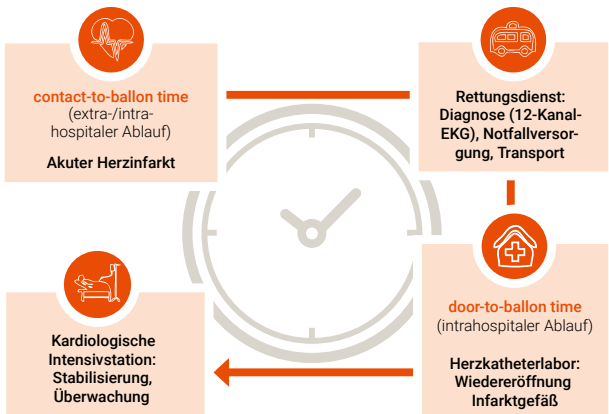 contact-to-ballon time
(extra-/intra-
hospitaler Ablauf)
Akuter Herzinfarkt
Rettungsdienst:
Diagnose (12-Kanal-
EKG), Notfallversor-
gung, Transport
door-to-ballon time
(intrahospitaler Ablauf)
Herzkatheterlabor:
Wiedereröffnung
Infarktgefäß
Kardiologische
Intensivstation:
Stabilisierung,
Überwachung